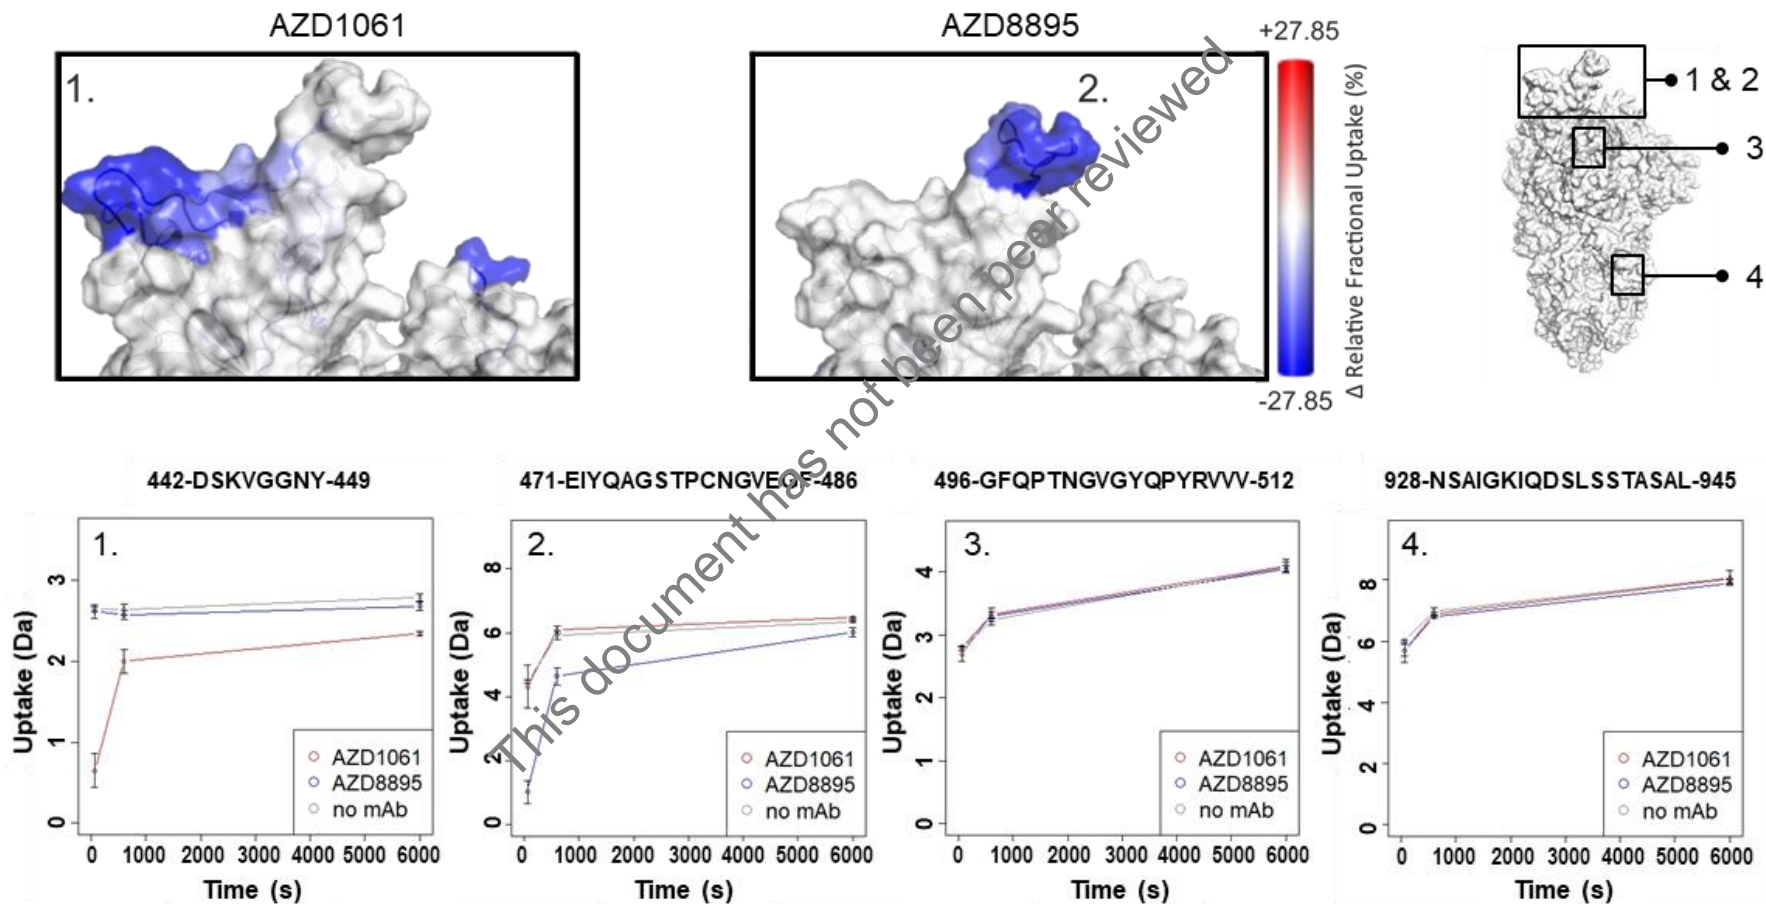 AZD1061
AZD8895
1.
2.
+27.85
-27.85
Δ Relative Fractional Uptake (%)
1 & 2
3
4
This document has not been peer reviewed
442-DSKVGGNY-449
471-EIYQAGSTPCNGVEGF-486
496-GFQPTNGVGYQPYRVVV-512
928-NSAIGKIQDSLSSTASAL-945
1.
Uptake (Da)
3
2
1
0
0 1000 2000 3000 4000 5000 6000
Time (s)
AZD1061
AZD8895
no mAb
2.
Uptake (Da)
8
6
4
2
0
0 1000 2000 3000 4000 5000 6000
Time (s)
AZD1061
AZD8895
no mAb
3.
Uptake (Da)
4
3
2
1
0
0 1000 2000 3000 4000 5000 6000
Time (s)
AZD1061
AZD8895
no mAb
4.
Uptake (Da)
8
6
4
2
0
0 1000 2000 3000 4000 5000 6000
Time (s)
AZD1061
AZD8895
no mAb